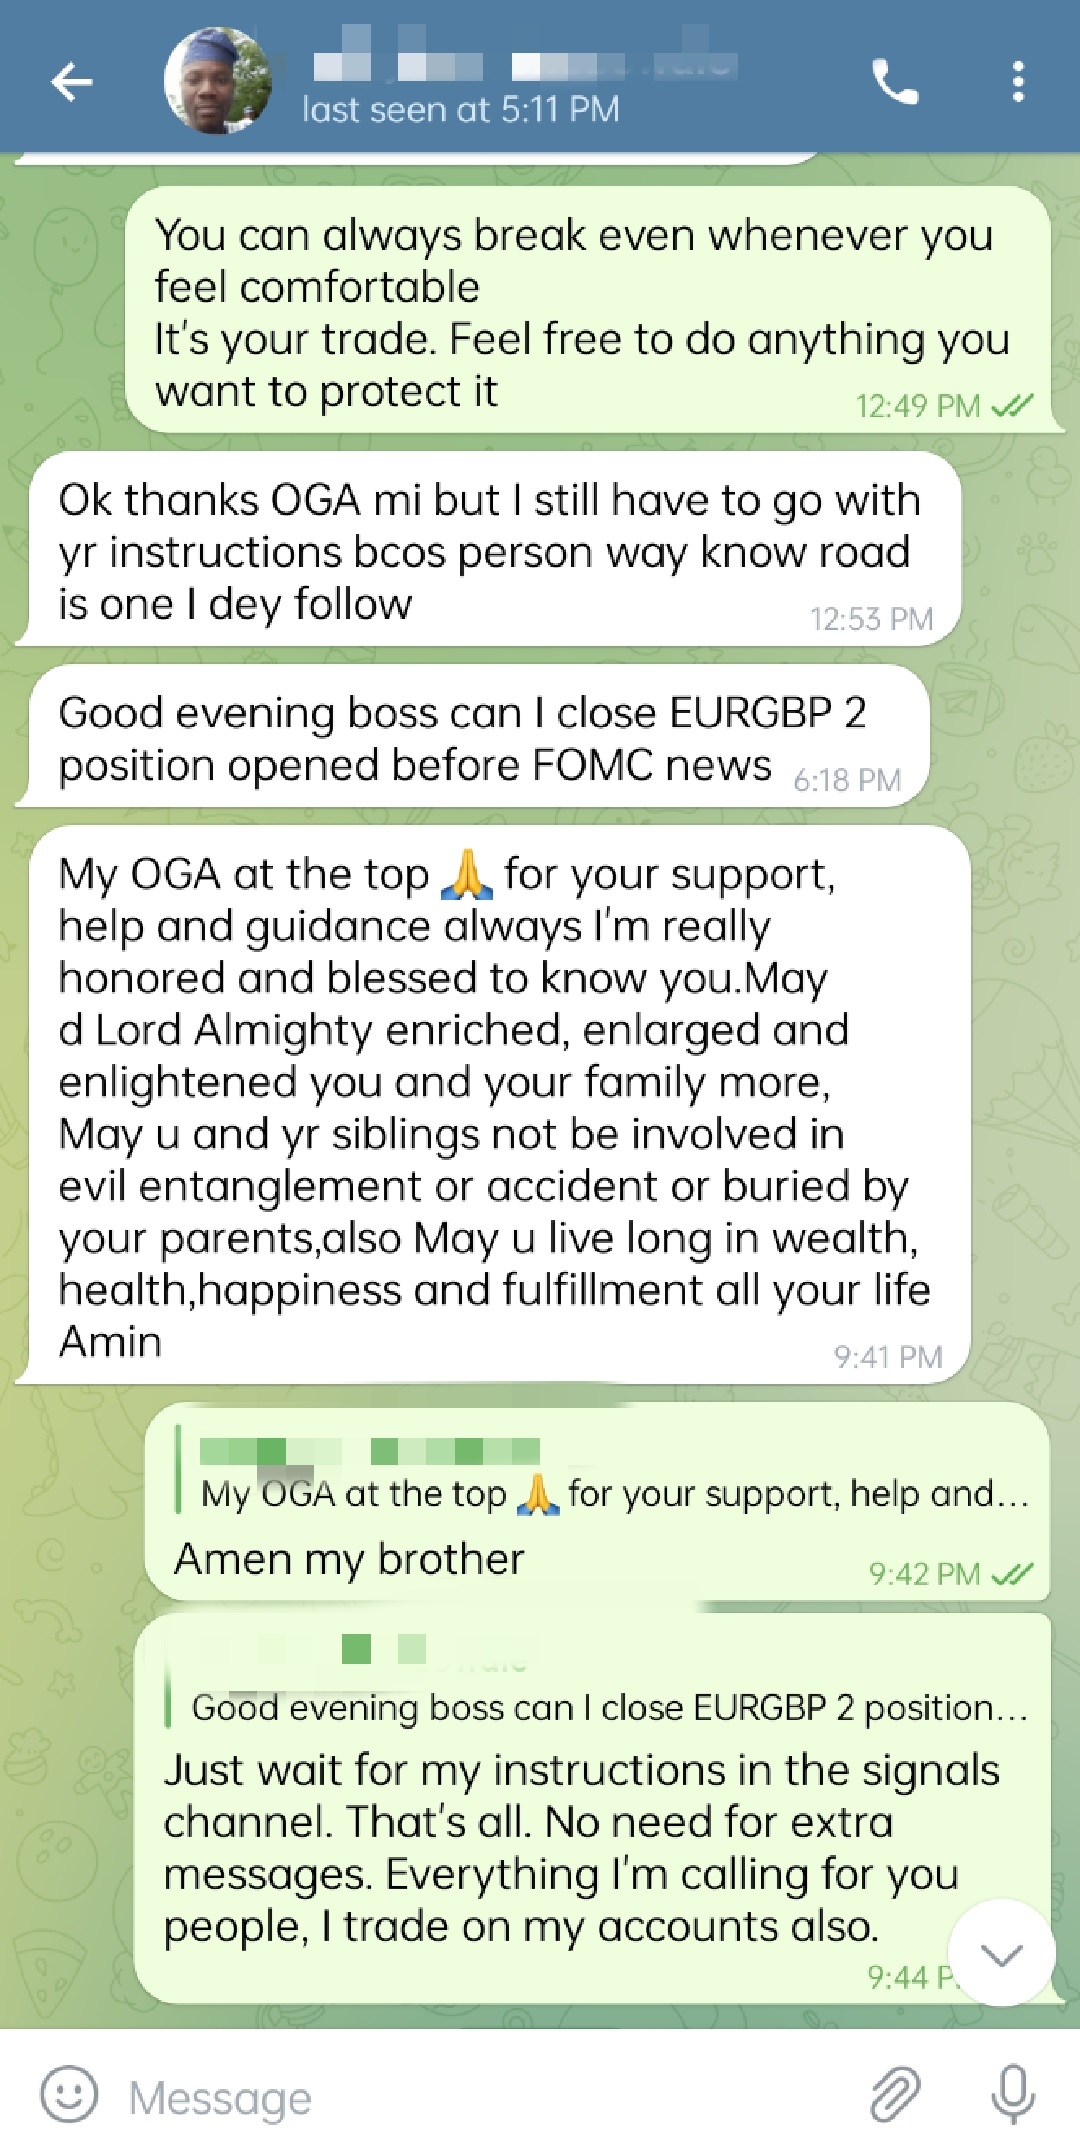 last seen at 5:11 PM
You can always break even whenever you
feel comfortable
It's your trade. Feel free to do anything you
want to protect it
12:49 PM
Ok thanks OGA mi but I still have to go with
yr instructions bcos person way know road
is one I dey follow
12:53 PM
Good evening boss can I close EURGBP 2
position opened before FOMC news
6:18 PM
My OGA at the top 🙏 for your support,
help and guidance always I'm really
honored and blessed to know you.May
d Lord Almighty enriched, enlarged and
enlightened you and your family more,
May u and yr siblings not be involved in
evil entanglement or accident or buried by
your parents,also May u live long in wealth,
health,happiness and fulfillment all your life
Amin
9:41 PM
My OGA at the top 🙏 for your support, help and...
Amen my brother
9:42 PM
Good evening boss can I close EURGBP 2 position...
Just wait for my instructions in the signals
channel. That's all. No need for extra
messages. Everything I'm calling for you
people, I trade on my accounts also.
9:44 P
Message